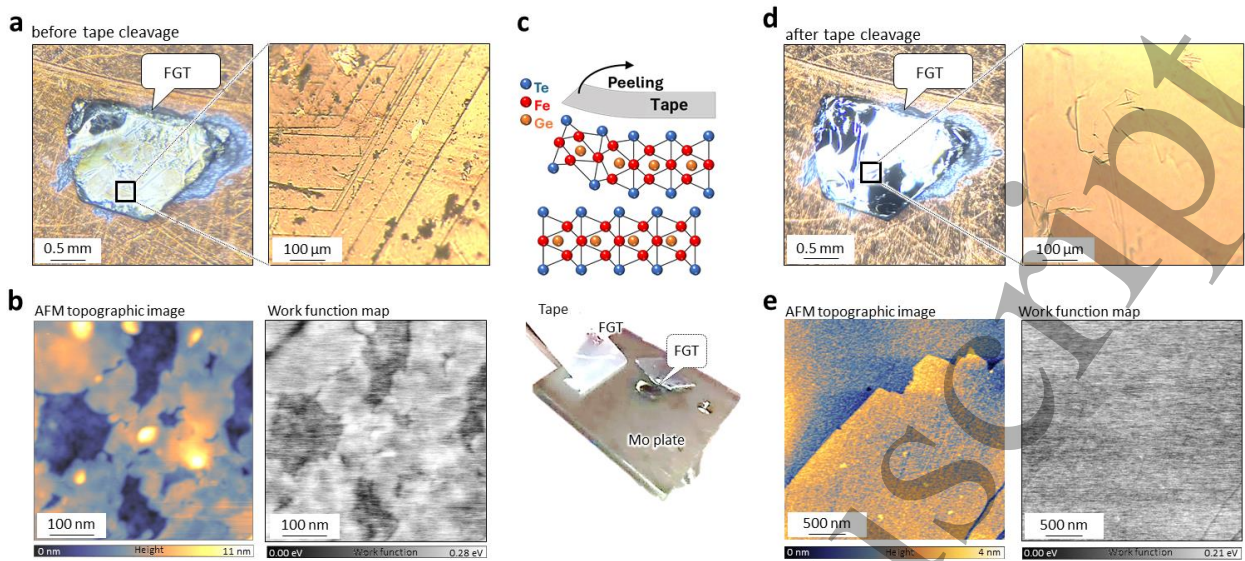 a
before tape cleavage
FGT
0.5 mm
100 µm
b
AFM topographic image
Work function map
100 nm
100 nm
0 nm
Height
11 nm
0.00 eV
Work function
0.28 eV
c
Peeling
Tape
Te
Fe
Ge
Tape
FGT
FGT
Mo plate
d
after tape cleavage
FGT
0.5 mm
100 µm
e
AFM topographic image
Work function map
500 nm
500 nm
0 nm
Height
4 nm
0.00 eV
Work function
0.21 eV
script